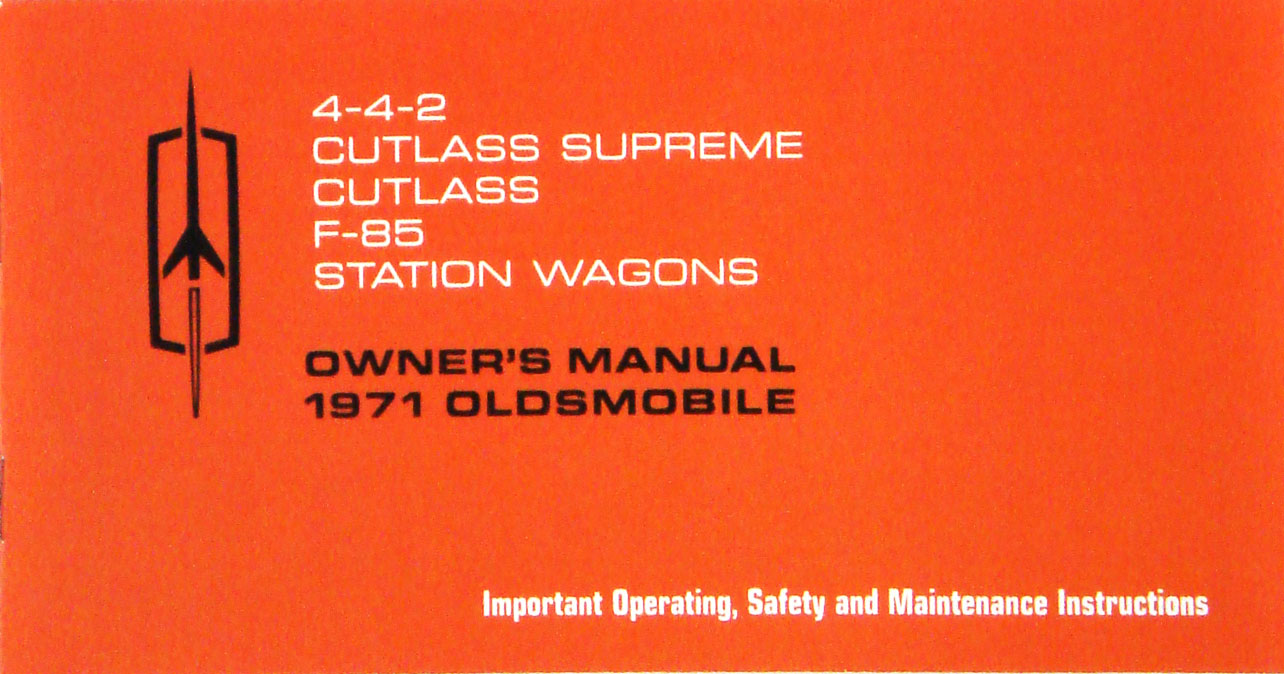 4-4-2
CUTLASS SUPREME
CUTLASS
F-85
STATION WAGONS
OWNER'S MANUAL
1971 OLDSMOBILE
Important Operating, Safety and Maintenance Instructions